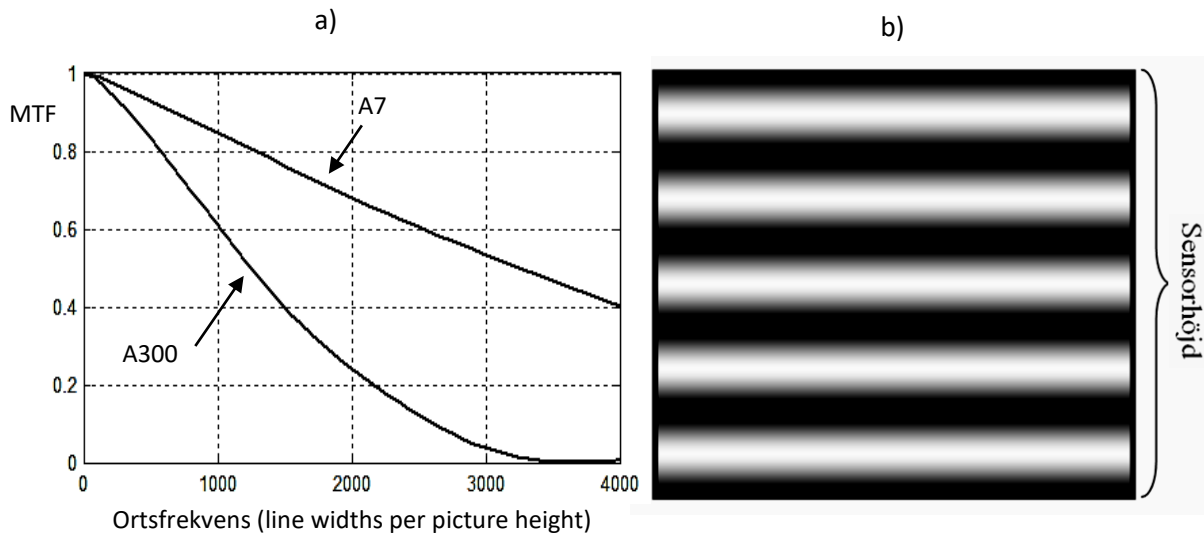 a)
b)
1
MTF
A7
0.8
0.6
0.4
A300
0.2
0
0 1000 2000 3000 4000
Ortsfrekvens (line widths per picture height)
Sensorhöjd